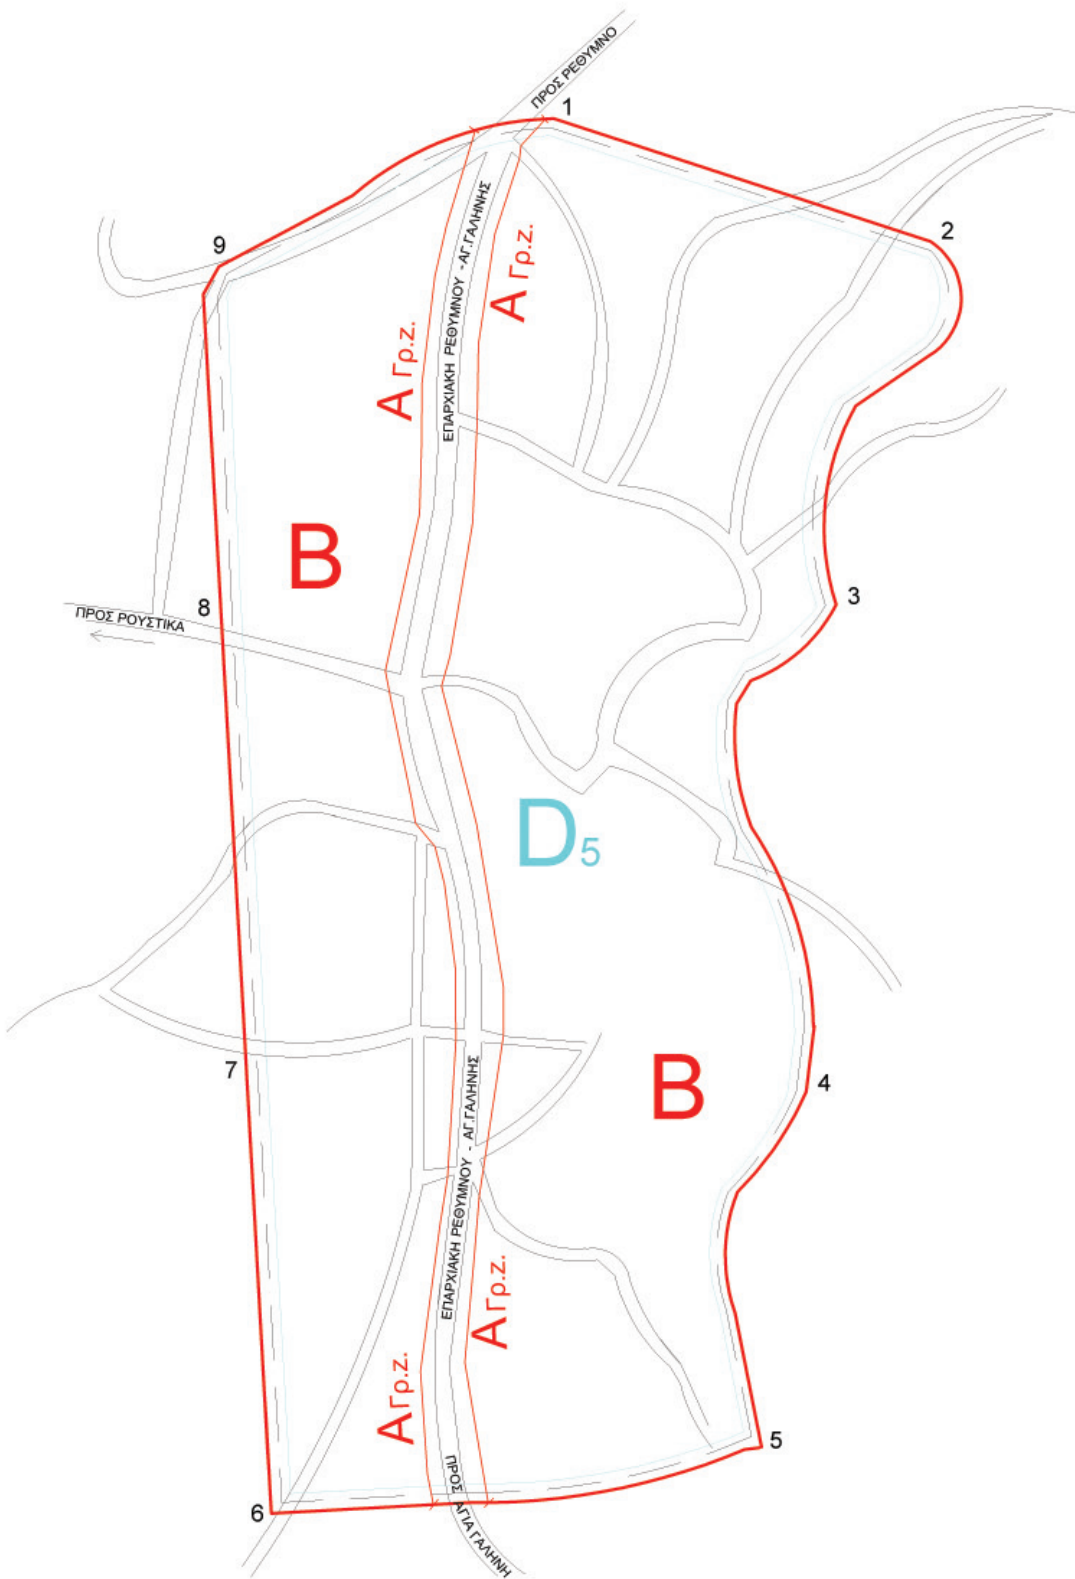 ΠΡΟΣ ΡΕΘΥΜΝΟ
1
2
9
ΕΠΑΡΧΙΑΚΗ ΡΕΘΥΜΝΟΥ - ΑΓ.ΓΑΛΗΝΗΣ
Α Γρ.z.
Α Γρ.z.
Β
3
8
ΠΡΟΣ ΡΟΥΣΤΙΚΑ
D5
7
4
Β
ΕΠΑΡΧΙΑΚΗ ΡΕΘΥΜΝΟΥ - ΑΓ.ΓΑΛΗΝΗΣ
Α Γρ.z.
Α Γρ.z.
5
6
ΠΡΟΣ ΑΓΙΑ ΓΑΛΗΝΗ